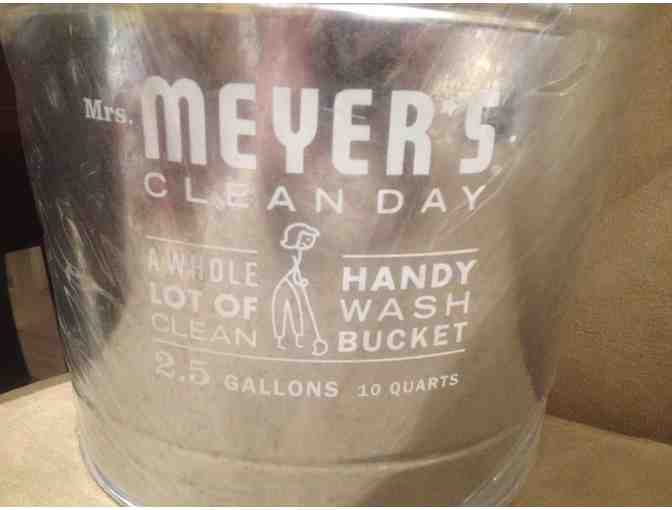 Mrs. MEYER'S
CLEAN DAY
A WHOLE
LOT OF
CLEAN
HANDY
WASH
BUCKET
2.5 GALLONS 10 QUARTS